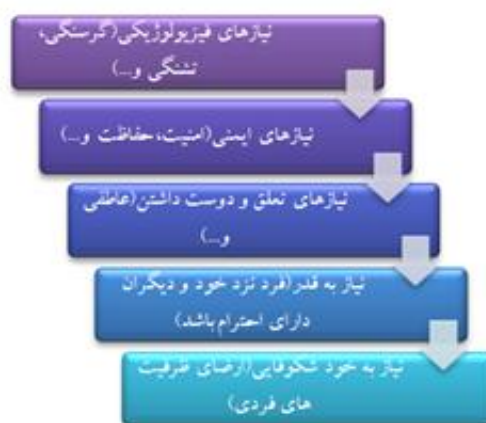 نیازهای فیزیولوژیکی(گرسنگی،
تشنگی و...)
نیازهای ایمنی(امنیت،حفاظت و...)
نیازهای تعلق و دوست داشتن(عاطفی
و...)
نیاز به قدر(فرد نزد خود و دیگران
دارای احترام باشد)
نیاز به خود شکوفایی(ارضای ظرفیت
های فردی)